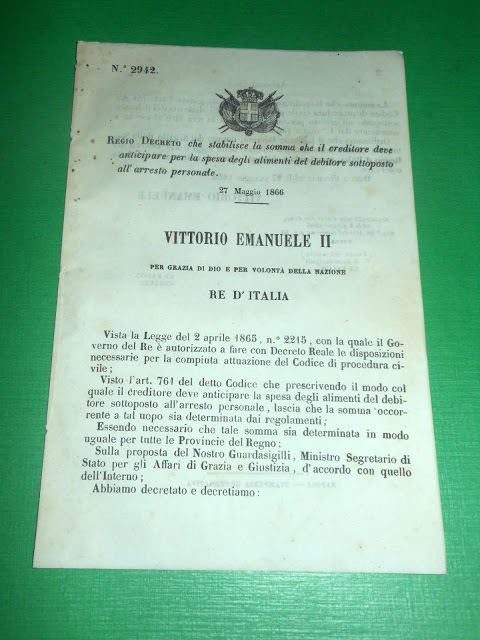 N.° 2942.
REGIO DECRETO che stabilisce la somma che il creditore deve
anticipare per la spesa degli alimenti del debitore sottoposto
all'arresto personale.
27 Maggio 1866
VITTORIO EMANUELE II
PER GRAZIA DI DIO E PER VOLONTÀ DELLA NAZIONE
RE D'ITALIA
Vista la Legge del 2 aprile 1865, n.° 2215, con la quale il Go-
verno del Re è autorizzato a fare con Decreto Reale le disposizioni
necessarie per la compiuta attuazione del Codice di procedura ci-
vile;
Visto l'art. 761 del detto Codice che prescrivendo il modo col
quale il creditore deve anticipare la spesa degli alimenti del debi-
tore sottoposto all'arresto personale, lascia che la somma occor-
rente a tal uopo sia determinata dai regolamenti;
Essendo necessario che tale somma sia determinata in modo
uguale per tutte le Provincie del Regno;
Sulla proposta del Nostro Guardasigilli, Ministro Segretario di
Stato per gli Affari di Grazia e Giustizia, d'accordo con quello
dell'Interno;
Abbiamo decretato e decretiamo: